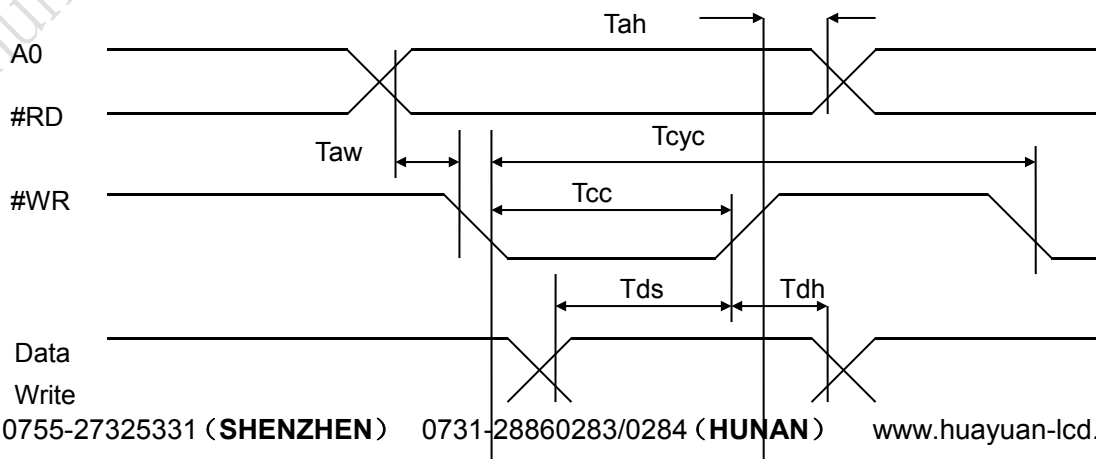 Tah
A0
#RD
Taw
Tcyc
#WR
Tcc
Tds
Tdh
Data
Write
0755-27325331（SHENZHEN） 0731-28860283/0284（HUNAN） www.huayuan-lcd.